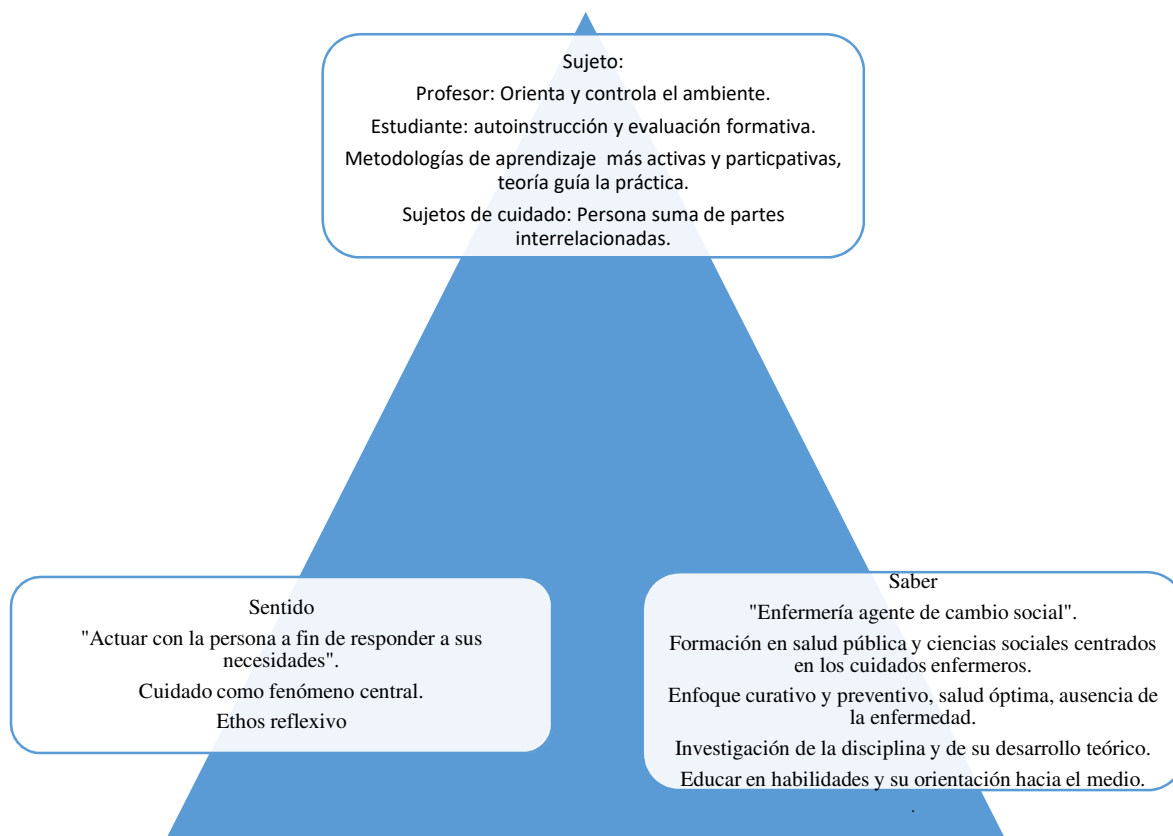 Sujeto:
Profesor: Orienta y controla el ambiente.
Estudiante: autoinstrucción y evaluación formativa.
Metodologías de aprendizaje más activas y particpativas,
teoría guía la práctica.
Sujetos de cuidado: Persona suma de partes
interrelacionadas.
Sentido
"Actuar con la persona a fin de responder a sus
necesidades".
Cuidado como fenómeno central.
Ethos reflexivo
Saber
"Enfermería agente de cambio social".
Formación en salud pública y ciencias sociales centrados
en los cuidados enfermeros.
Enfoque curativo y preventivo, salud óptima, ausencia de
la enfermedad.
Investigación de la disciplina y de su desarrollo teórico.
Educar en habilidades y su orientación hacia el medio.
.